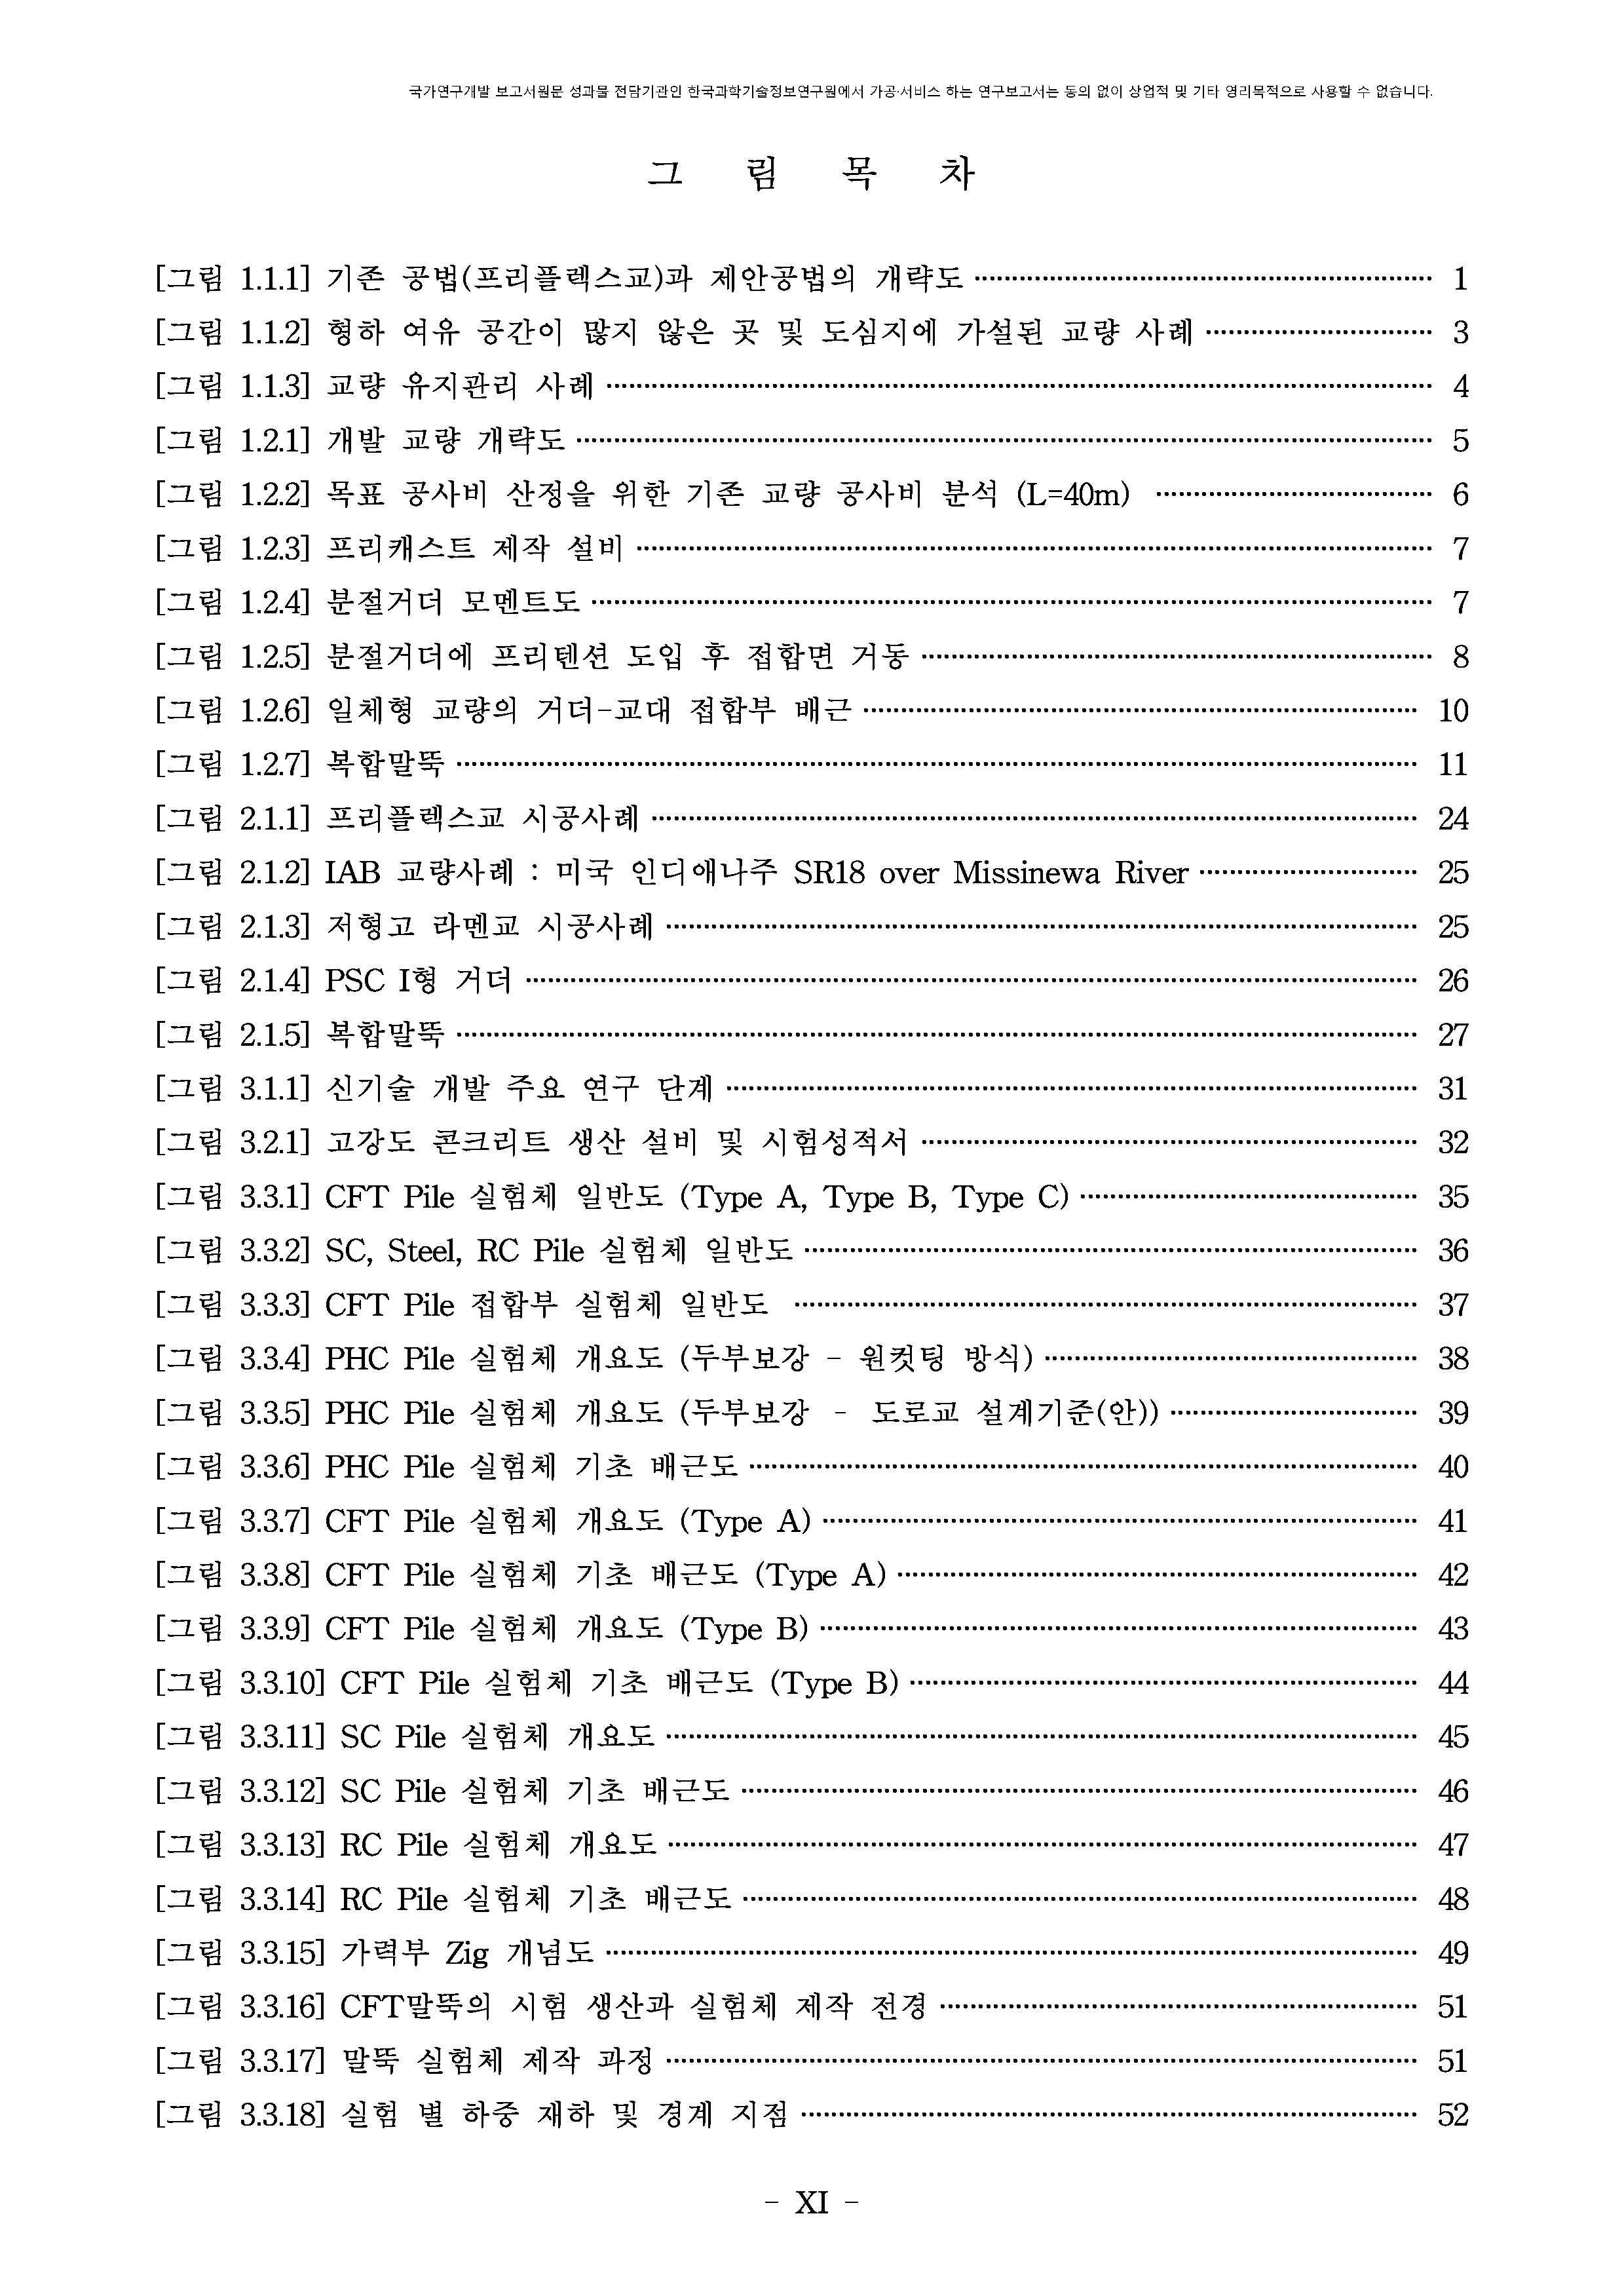 국가연구개발 보고서원문 성과물 전담기관인 한국과학기술정보연구원에서 가공·서비스 하는 연구보고서는 동의 없이 상업적 및 기타 영리목적으로 사용할 수 없습니다.
그 림 목 차
[그림 1.1.1] 기존 공법(프리플렉스교)과 제안공법의 개략도 1
[그림 1.1.2] 형하 여유 공간이 많지 않은 곳 및 도심지에 가설된 교량 사례 3
[그림 1.1.3] 교량 유지관리 사례 4
[그림 1.2.1] 개발 교량 개략도 5
[그림 1.2.2] 목표 공사비 산정을 위한 기존 교량 공사비 분석 (L=40m) 6
[그림 1.2.3] 프리캐스트 제작 설비 7
[그림 1.2.4] 분절거더 모멘트도 7
[그림 1.2.5] 분절거더에 프리텐션 도입 후 접합면 거동 8
[그림 1.2.6] 일체형 교량의 거더-교대 접합부 배근 10
[그림 1.2.7] 복합말뚝 11
[그림 2.1.1] 프리플렉스교 시공사례 24
[그림 2.1.2] IAB 교량사례 : 미국 인디애나주 SR18 over Missinewa River 25
[그림 2.1.3] 저형고 라멘교 시공사례 25
[그림 2.1.4] PSC I형 거더 26
[그림 2.1.5] 복합말뚝 27
[그림 3.1.1] 신기술 개발 주요 연구 단계 31
[그림 3.2.1] 고강도 콘크리트 생산 설비 및 시험성적서 32
[그림 3.3.1] CFT Pile 실험체 일반도 (Type A, Type B, Type C) 35
[그림 3.3.2] SC, Steel, RC Pile 실험체 일반도 36
[그림 3.3.3] CFT Pile 접합부 실험체 일반도 37
[그림 3.3.4] PHC Pile 실험체 개요도 (두부보강 - 원컷팅 방식) 38
[그림 3.3.5] PHC Pile 실험체 개요도 (두부보강 - 도로교 설계기준(안)) 39
[그림 3.3.6] PHC Pile 실험체 기초 배근도 40
[그림 3.3.7] CFT Pile 실험체 개요도 (Type A) 41
[그림 3.3.8] CFT Pile 실험체 기초 배근도 (Type A) 42
[그림 3.3.9] CFT Pile 실험체 개요도 (Type B) 43
[그림 3.3.10] CFT Pile 실험체 기초 배근도 (Type B) 44
[그림 3.3.11] SC Pile 실험체 개요도 45
[그림 3.3.12] SC Pile 실험체 기초 배근도 46
[그림 3.3.13] RC Pile 실험체 개요도 47
[그림 3.3.14] RC Pile 실험체 기초 배근도 48
[그림 3.3.15] 가력부 Zig 개념도 49
[그림 3.3.16] CFT말뚝의 시험 생산과 실험체 제작 전경 51
[그림 3.3.17] 말뚝 실험체 제작 과정 51
[그림 3.3.18] 실험 별 하중 재하 및 경계 지점 52
- XI -